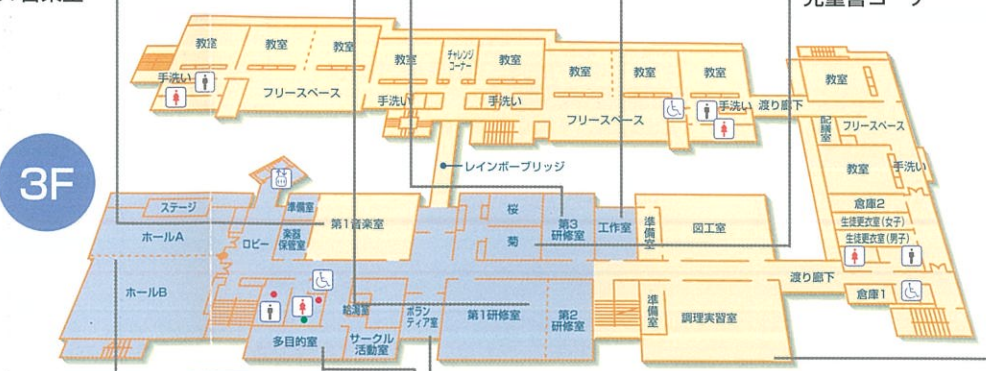 教室
教室
教室
教室
チャレンジ
コーナー
教室
教室
教室
教室
教室
手洗い
フリースペース
手洗い
手洗い
フリースペース
手洗い
渡り廊下
配膳室
フリースペース
教室
手洗い
レインボーブリッジ
3F
倉庫2
生徒更衣室(女子)
生徒更衣室(男子)
倉庫1
渡り廊下
ステージ
ホールA
ホールB
ロビー
準備室
楽器
保管室
第1音楽室
桜
菊
第3
研修室
工作室
準備室
図工室
給湯室
ボラン
ティア室
第1研修室
第2
研修室
準備室
調理実習室
多目的室
サークル
活動室